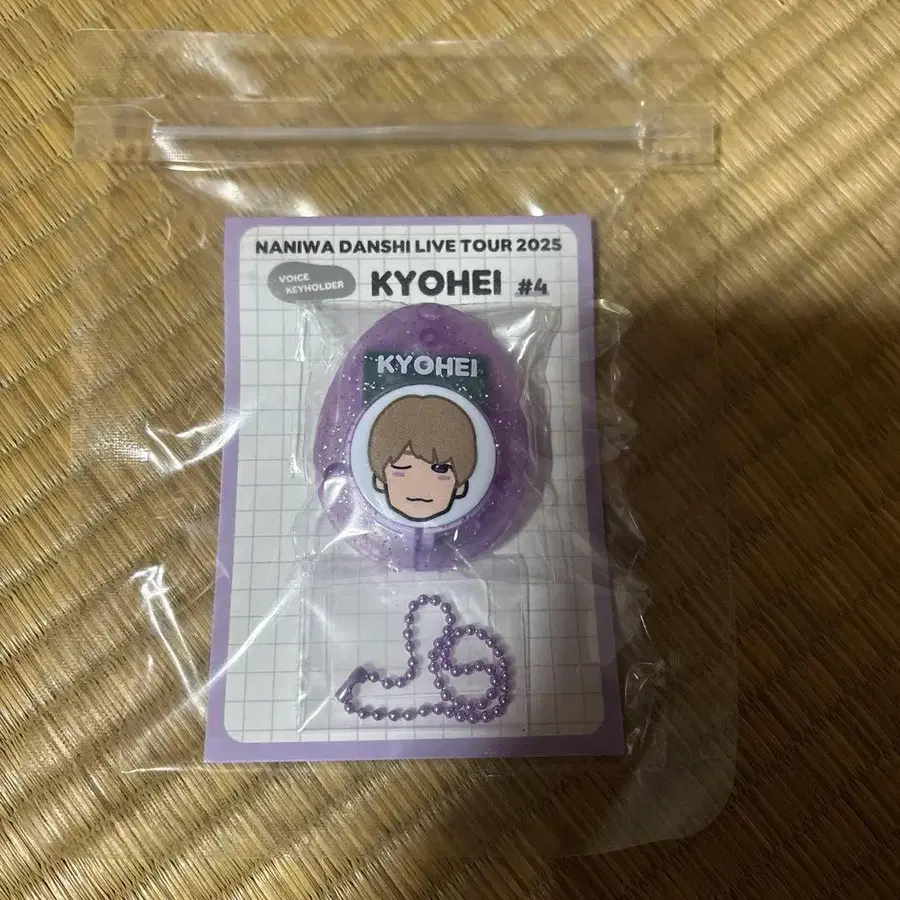 NANIWA DANSHI LIVE TOUR 2025
VOICE
KEYHOLDER
KYOHEI #4
KYOHEI